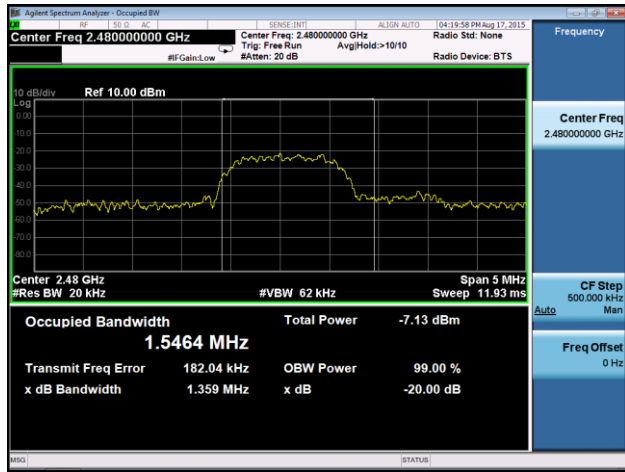 Agilent Spectrum Analyzer - Occupied BW
RF 50 Ω AC SENSE:INT ALIGN AUTO 04:19:58 PM Aug 17, 2015
Center Freq 2.480000000 GHz Center Freq: 2.480000000 GHz Radio Std: None
Trig: Free Run Avg|Hold:>10/10
#IFGain:Low #Atten: 20 dB Radio Device: BTS
Frequency
10 dB/div Ref 10.00 dBm
Log
0.00
-10.0
-20.0
-30.0
-40.0
-50.0
-60.0
-70.0
-80.0
Center 2.48 GHz Span 5 MHz
#Res BW 20 kHz #VBW 62 kHz Sweep 11.93 ms
Occupied Bandwidth Total Power -7.13 dBm
1.5464 MHz
Transmit Freq Error 182.04 kHz OBW Power 99.00 %
x dB Bandwidth 1.359 MHz x dB -20.00 dB
Center Freq
2.480000000 GHz
CF Step
500.000 kHz
Auto Man
Freq Offset
0 Hz
MSG STATUS